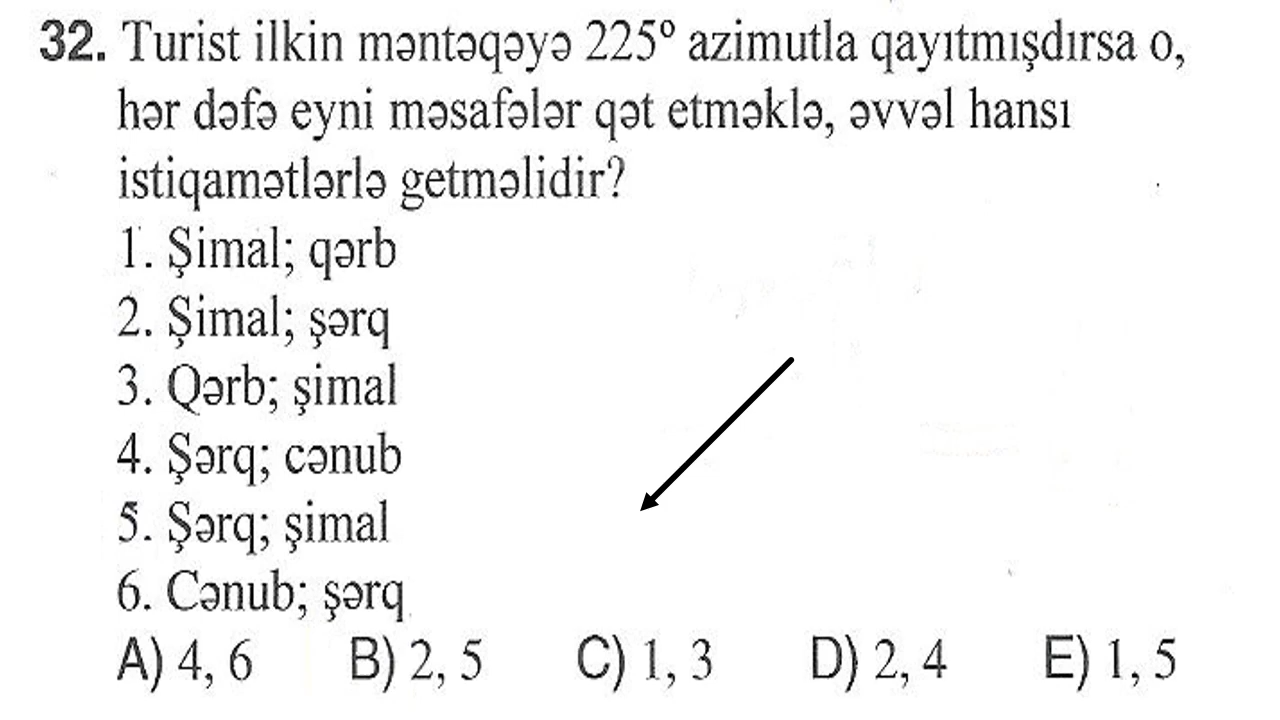 32. Turist ilkin məntəqəyə 225° azimutla qayıtmışdırsa o,
hər dəfə eyni məsafələr qət etməklə, əvvəl hansı
istiqamətlərlə getməlidir?
1. Şimal; qərb
2. Şimal; şərq
3. Qərb; şimal
4. Şərq; cənub
5. Şərq; şimal
6. Cənub; şərq
A) 4, 6 B) 2, 5 C) 1, 3 D) 2, 4 E) 1, 5